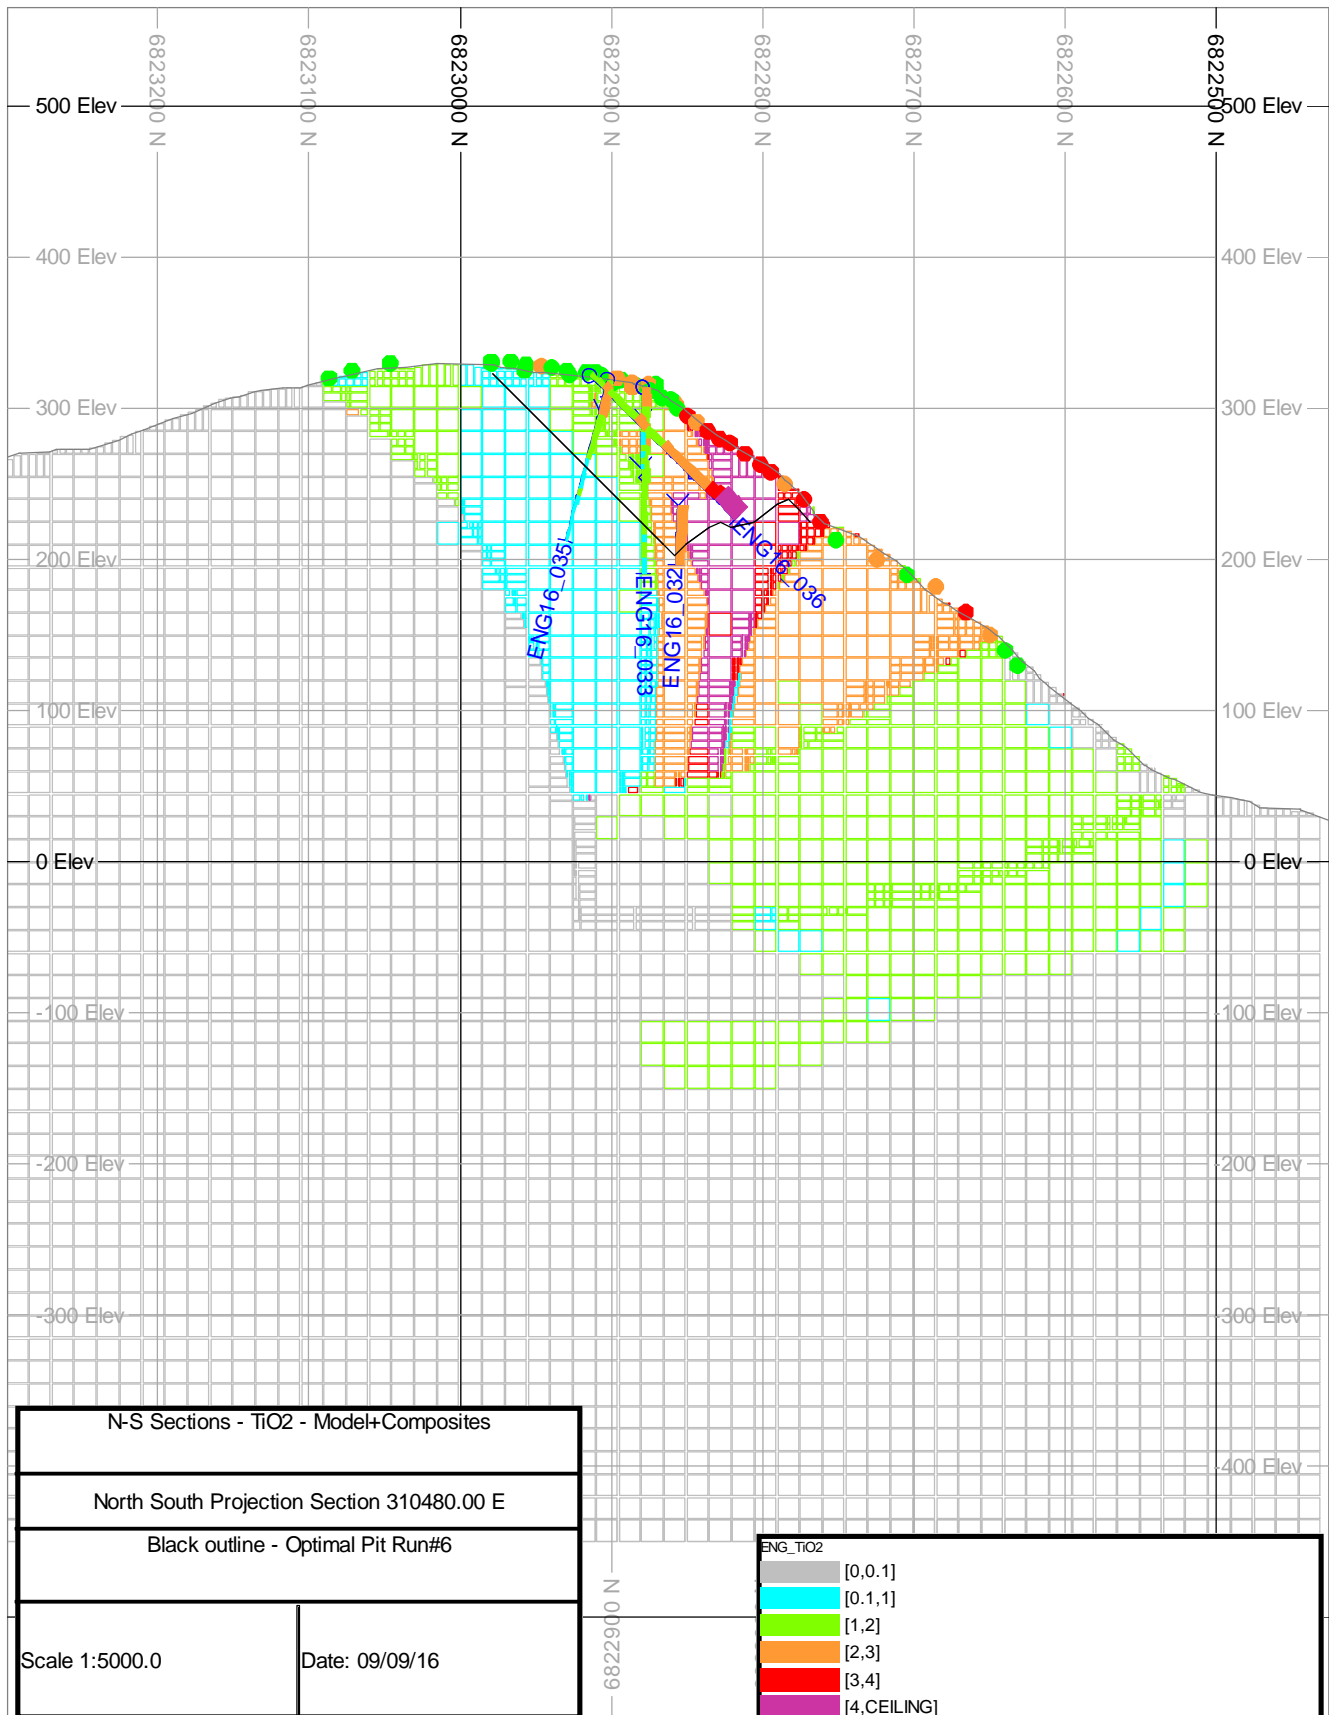 6823200 N
6823100 N
6823000 N
6822900 N
6822800 N
6822700 N
6822600 N
6822500 N
500 Elev
500 Elev
400 Elev
400 Elev
300 Elev
300 Elev
200 Elev
200 Elev
ENG16_035
ENG16_033
ENG16_032
ENG16_036
100 Elev
100 Elev
0 Elev
0 Elev
-100 Elev
-100 Elev
-200 Elev
-200 Elev
-300 Elev
-300 Elev
-400 Elev
6822900 N
N-S Sections - TiO2 - Model+Composites
North South Projection Section 310480.00 E
Black outline - Optimal Pit Run#6
Scale 1:5000.0
Date: 09/09/16
ENG_TiO2
[0,0.1]
[0.1,1]
[1,2]
[2,3]
[3,4]
[4,CEILING]